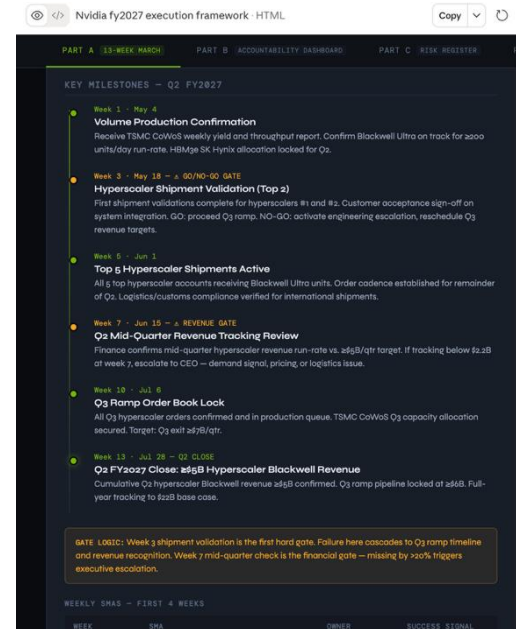 Nvidia fy2027 execution framework · HTML
Copy
PART A 13-WEEK MARCH PART B ACCOUNTABILITY DASHBOARD PART C RISK REGISTER
KEY MILESTONES — Q2 FY2027
Week 1 · May 4
Volume Production Confirmation
Receive TSMC CoWoS weekly yield and throughput report. Confirm Blackwell Ultra on track for ≥200
units/day run-rate. HBM3e SK Hynix allocation locked for Q2.
Week 3 · May 18 — ⚠ GO/NO-GO GATE
Hyperscaler Shipment Validation (Top 2)
First shipment validations complete for hyperscalers #1 and #2. Customer acceptance sign-off on
system integration. GO: proceed Q3 ramp. NO-GO: activate engineering escalation, reschedule Q3
revenue targets.
Week 5 · Jun 1
Top 5 Hyperscaler Shipments Active
All 5 top hyperscaler accounts receiving Blackwell Ultra units. Order cadence established for remainder
of Q2. Logistics/customs compliance verified for international shipments.
Week 7 · Jun 15 — ⚠ REVENUE GATE
Q2 Mid-Quarter Revenue Tracking Review
Finance confirms mid-quarter hyperscaler revenue run-rate vs. ≥$5B/qtr target. If tracking below $2.2B
at week 7, escalate to CEO — demand signal, pricing, or logistics issue.
Week 10 · Jul 6
Q3 Ramp Order Book Lock
All Q3 hyperscaler orders confirmed and in production queue. TSMC CoWoS Q3 capacity allocation
secured. Target: Q3 exit ≥$7B/qtr.
Week 13 · Jul 28 — Q2 CLOSE
Q2 FY2027 Close: ≥$5B Hyperscaler Blackwell Revenue
Cumulative Q2 hyperscaler Blackwell revenue ≥$5B confirmed. Q3 ramp pipeline locked at ≥$6B. Full-
year tracking to $22B base case.
GATE LOGIC: Week 3 shipment validation is the first hard gate. Failure here cascades to Q3 ramp timeline
and revenue recognition. Week 7 mid-quarter check is the financial gate — missing by >20% triggers
executive escalation.
WEEKLY SMAS — FIRST 4 WEEKS
WEEK SMA OWNER SUCCESS SIGNAL